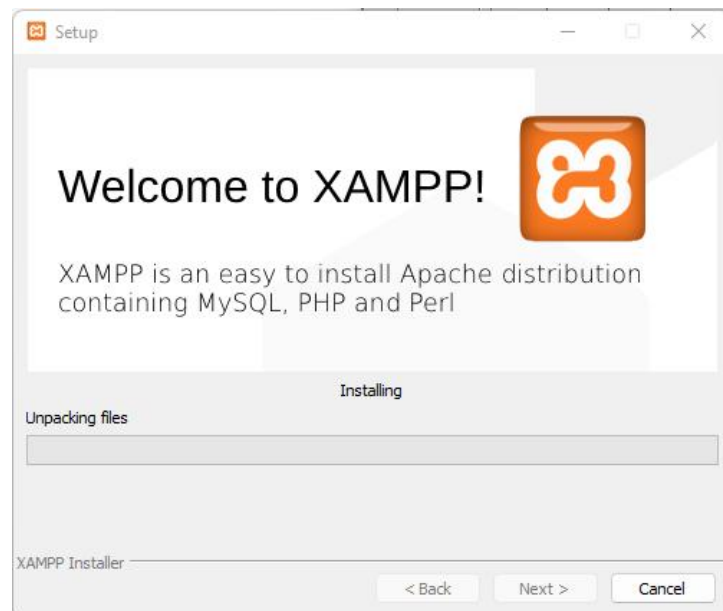 Setup
Welcome to XAMPP!
XAMPP is an easy to install Apache distribution
containing MySQL, PHP and Perl
Installing
Unpacking files
XAMPP Installer
< Back
Next >
Cancel